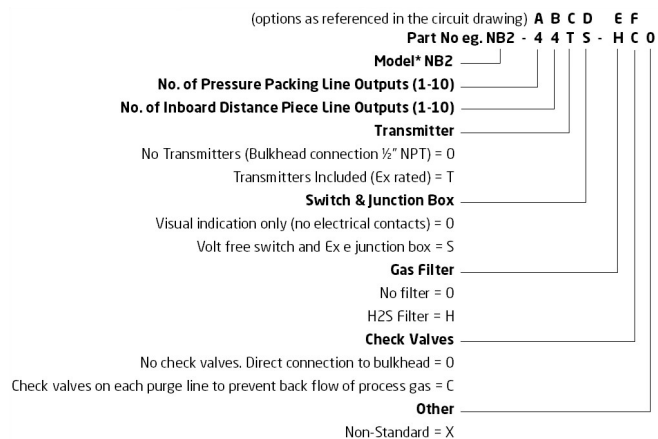 (options as referenced in the circuit drawing) A B C D E F
Part No eg. NB2 - 4 4 T S - H C 0
Model* NB2
No. of Pressure Packing Line Outputs (1-10)
No. of Inboard Distance Piece Line Outputs (1-10)
Transmitter
No Transmitters (Bulkhead connection ½" NPT) = 0
Transmitters Included (Ex rated) = T
Switch & Junction Box
Visual indication only (no electrical contacts) = 0
Volt free switch and Ex e junction box = S
Gas Filter
No filter = 0
H2S Filter = H
Check Valves
No check valves. Direct connection to bulkhead = 0
Check valves on each purge line to prevent back flow of process gas = C
Other
Non-Standard = X